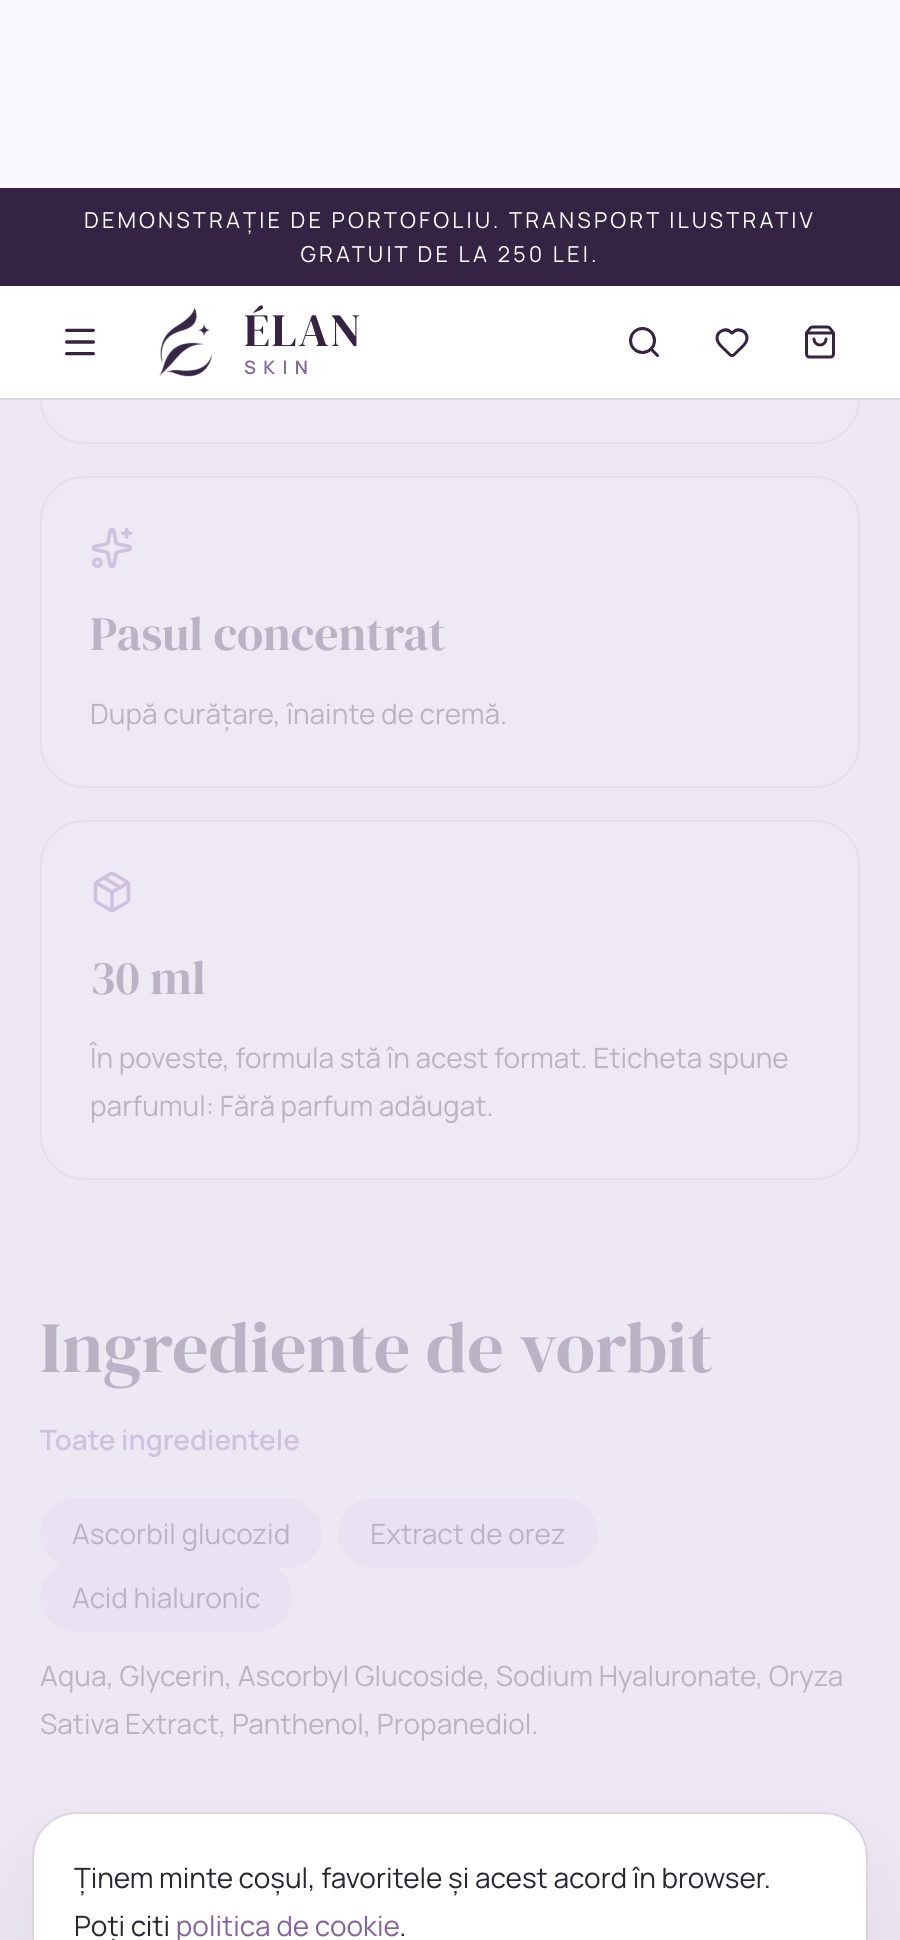 DEMONSTRAȚIE DE PORTOFOLIU. TRANSPORT ILUSTRATIV
GRATUIT DE LA 250 LEI.
ÉLAN
SKIN
Pasul concentrat
După curățare, înainte de cremă.
30 ml
În poveste, formula stă în acest format. Eticheta spune
parfumul: Fără parfum adăugat.
Ingrediente de vorbit
Toate ingredientele
Ascorbil glucozid
Extract de orez
Acid hialuronic
Aqua, Glycerin, Ascorbyl Glucoside, Sodium Hyaluronate, Oryza
Sativa Extract, Panthenol, Propanediol.
Ținem minte coșul, favoritele și acest acord în browser.
Poți citi politica de cookie.